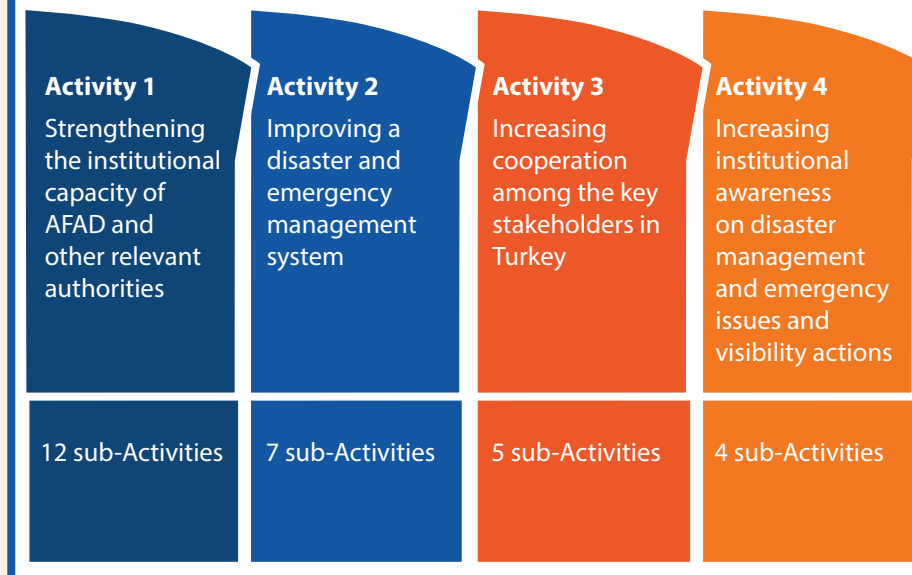 Activity 1
Strengthening
the institutional
capacity of
AFAD and
other relevant
authorities
12 sub-Activities
Activity 2
Improving a
disaster and
emergency
management
system
7 sub-Activities
Activity 3
Increasing
cooperation
among the key
stakeholders in
Turkey
5 sub-Activities
Activity 4
Increasing
institutional
awareness
on disaster
management
and emergency
issues and
visibility actions
4 sub-Activities